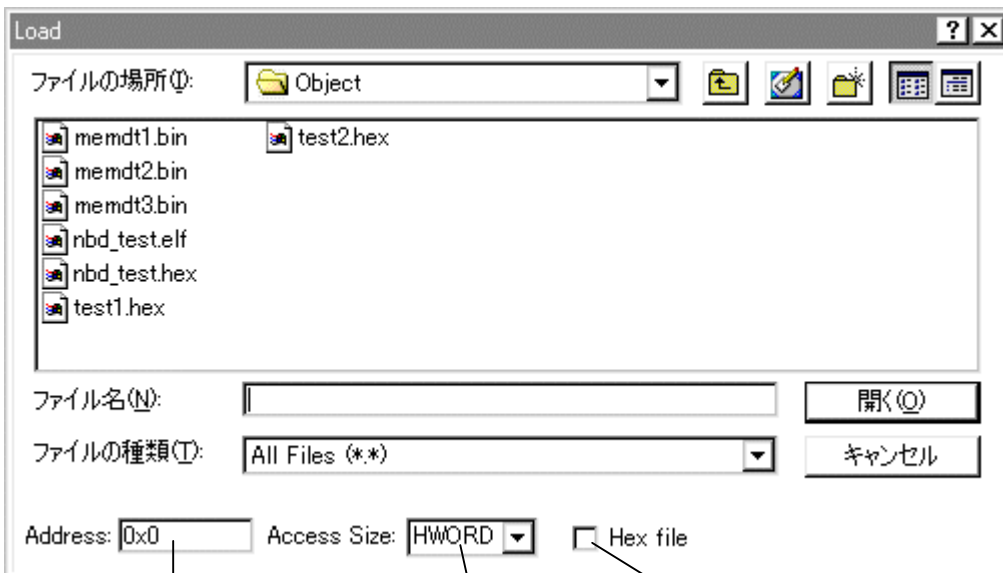 Load
ファイルの場所(I): Object
memdt1.bin test2.hex
memdt2.bin
memdt3.bin
nbd_test.elf
nbd_test.hex
test1.hex
ファイル名(N): 開く(O)
ファイルの種類(T): All Files (*.*) キャンセル
Address: 0x0 Access Size: HWORD Hex file